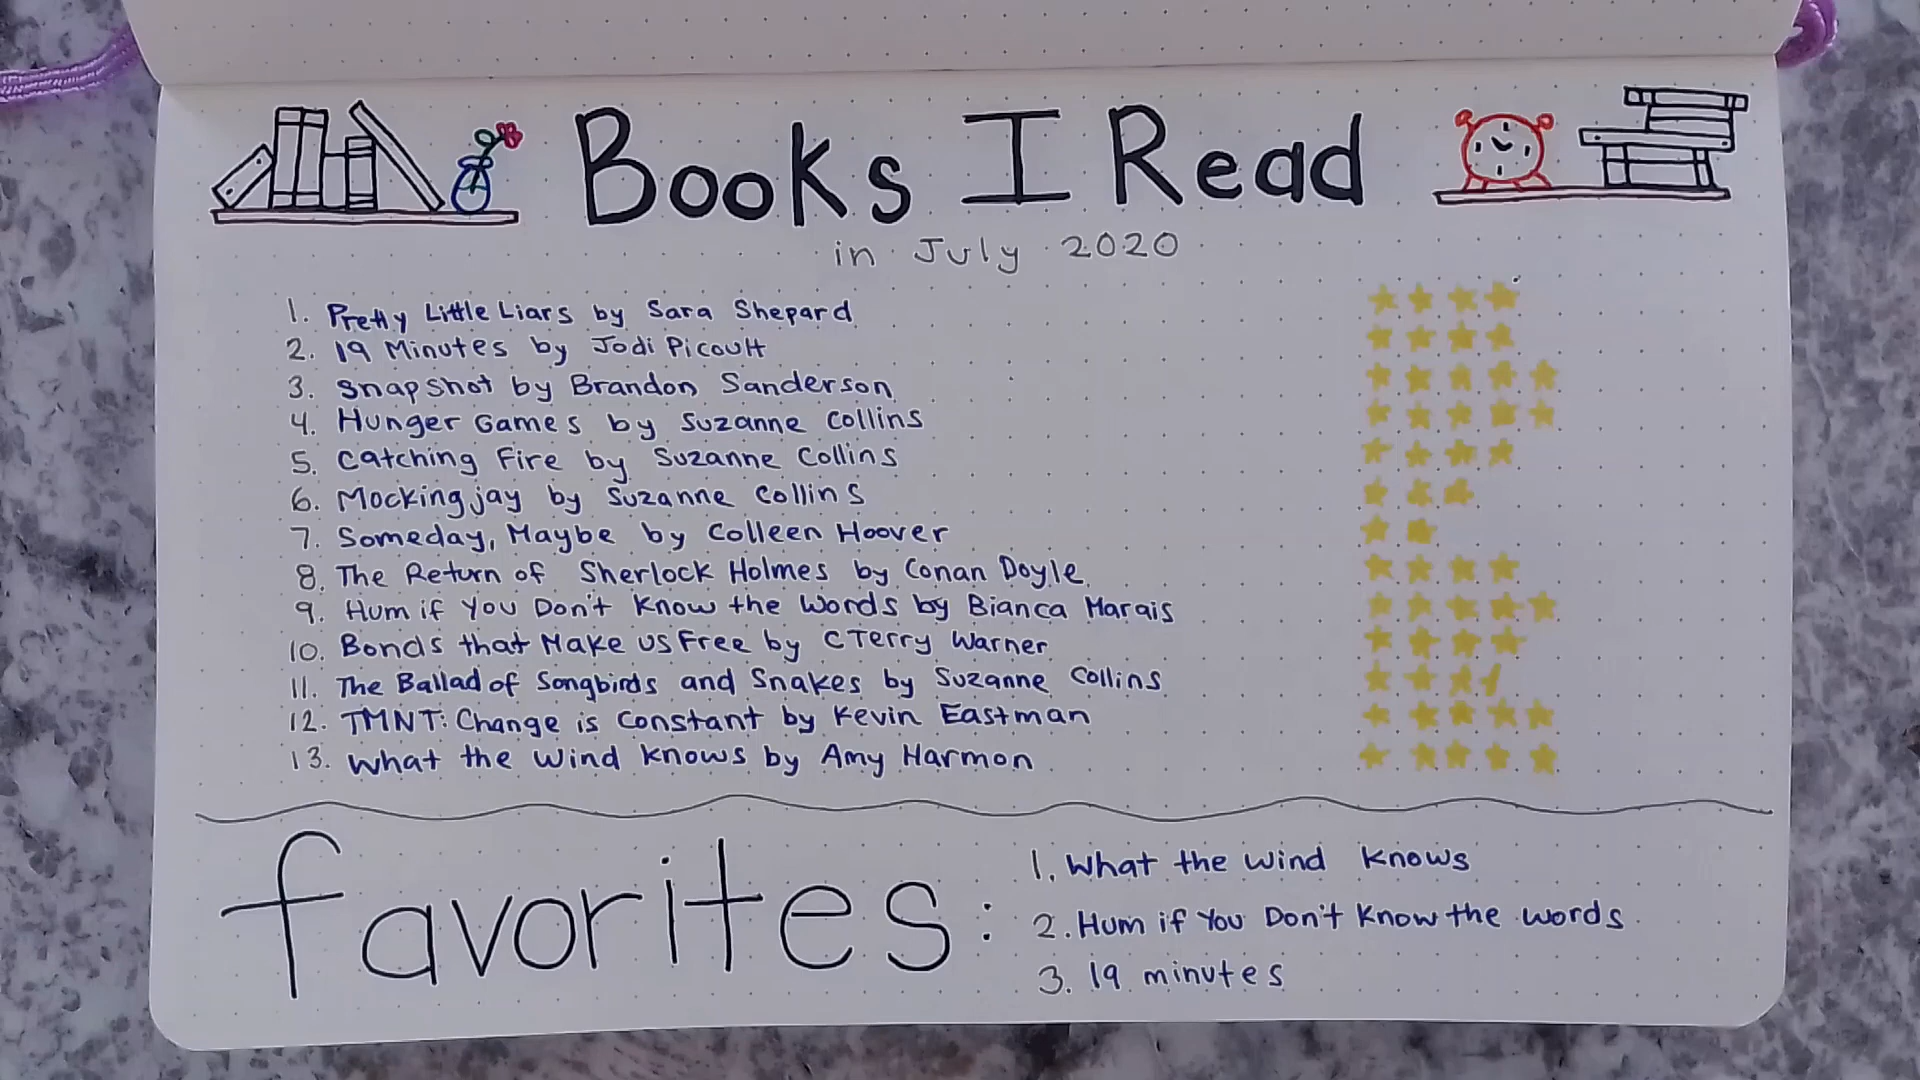 Books I Read
in July 2020
1. Pretty Little Liars by Sara Shepard
2. 19 Minutes by Jodi Picoult
3. Snapshot by Brandon Sanderson
4. Hunger Games by Suzanne Collins
5. Catching Fire by Suzanne Collins
6. Mockingjay by Suzanne Collins
7. Someday, Maybe by Colleen Hoover
8. The Return of Sherlock Holmes by Conan Doyle
9. Hum if You Don't Know the Words by Bianca Marais
10. Bonds that Make us Free by C Terry Warner
11. The Ballad of Songbirds and Snakes by Suzanne Collins
12. TMNT: Change is Constant by Kevin Eastman
13. What the Wind Knows by Amy Harmon
favorites:
1. What the Wind Knows
2. Hum if You Don't Know the words
3. 19 minutes